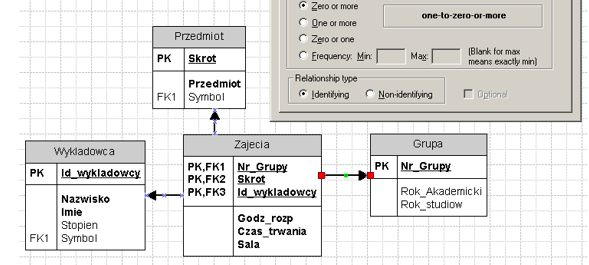 Zero or more
One or more
Zero or one
Frequency: Min: Max: (Blank for max means exactly min)
one-to-zero-or-more
Relationship type
Identifying Non-identifying Optional
Przedmiot
PK Skrot
Przedmiot
FK1 Symbol
Wykladowca
PK Id_wykladowcy
Nazwisko
Imie
Stopien
FK1 Symbol
Zajecia
PK,FK1 Nr_Grupy
PK,FK2 Skrot
PK,FK3 Id_wykladowcy
Godz_rozp
Czas_trwania
Sala
Grupa
PK Nr_Grupy
Rok_Akademicki
Rok_studiow